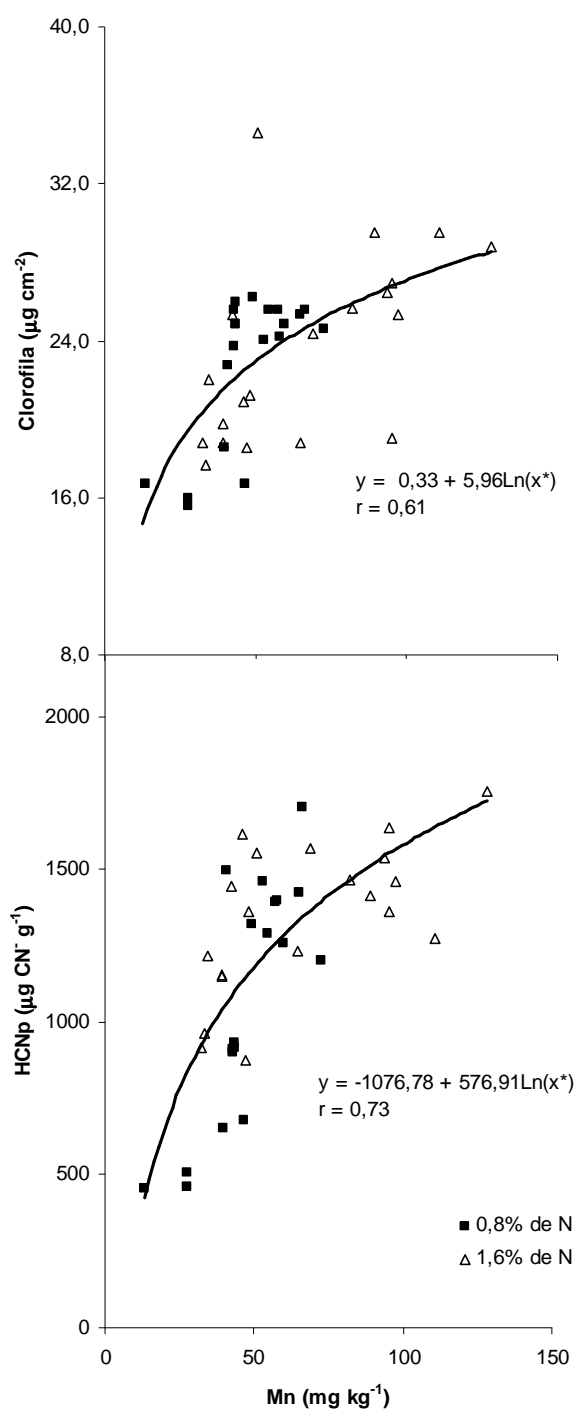 40,0
32,0
24,0
16,0
8,0
Clorofila (µg cm⁻²)
y = 0,33 + 5,96Ln(x*)
r = 0,61
2000
1500
1000
500
0
HCNp (µg CN⁻ g⁻¹)
y = -1076,78 + 576,91Ln(x*)
r = 0,73
0,8% de N
1,6% de N
0 50 100 150
Mn (mg kg⁻¹)